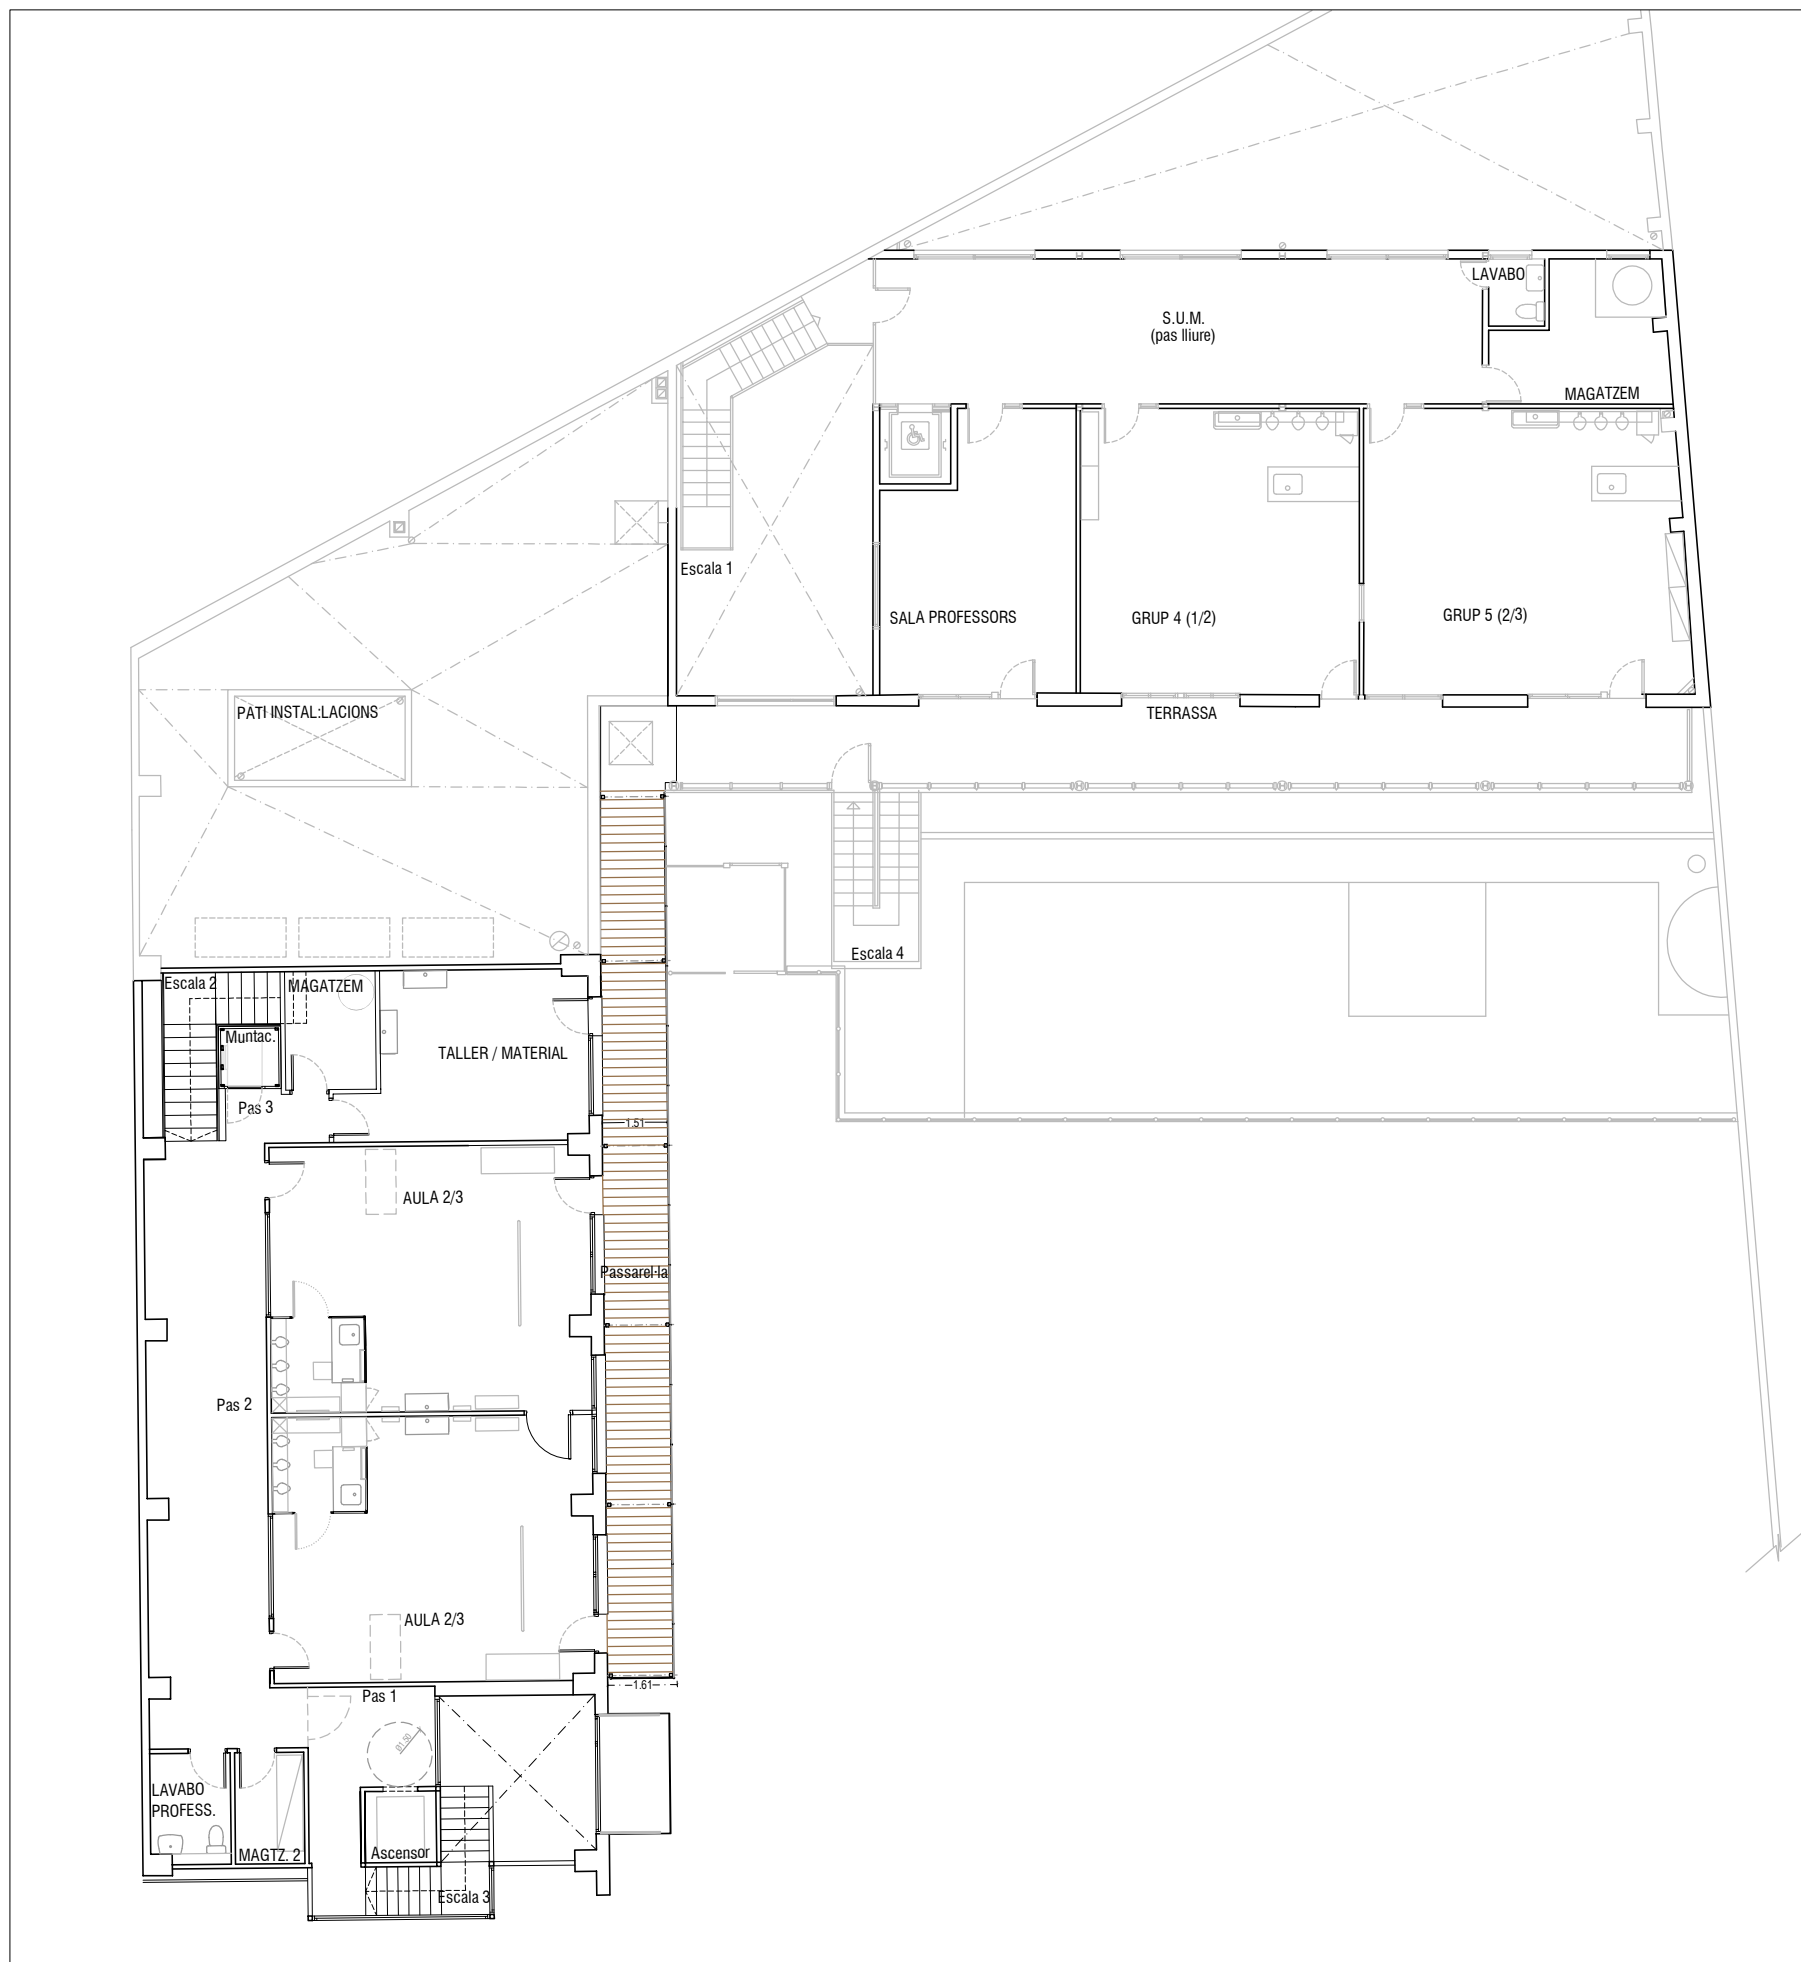 LAVABO
S.U.M.
(pas lliure)
MAGATZEM
Escala 1
SALA PROFESSORS
GRUP 4 (1/2)
GRUP 5 (2/3)
PATI INSTAL:LACIONS
TERRASSA
Escala 4
Escala 2
MAGATZEM
Muntac.
TALLER / MATERIAL
Pas 3
1.51
AULA 2/3
Passarel·la
Pas 2
AULA 2/3
1.61
Pas 1
Ø1.50
LAVABO
PROFESS.
MAGTZ. 2
Ascensor
Escala 3